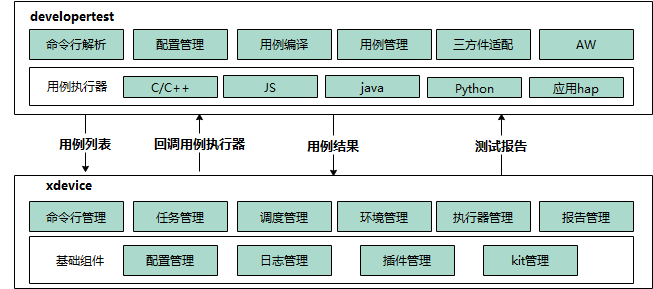 developertest
命令行解析 配置管理 用例编译 用例管理 三方件适配 AW
用例执行器 C/C++ JS java Python 应用hap
用例列表 回调用例执行器 用例结果 测试报告
xdevice
命令行管理 任务管理 调度管理 环境管理 执行器管理 报告管理
基础组件 配置管理 日志管理 插件管理 kit管理